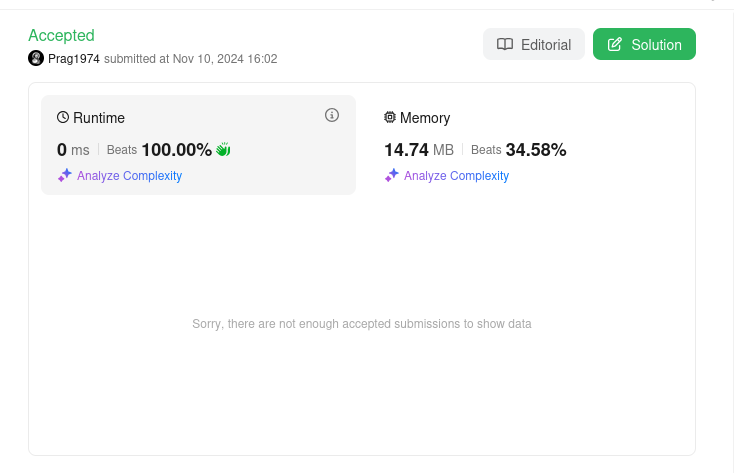 Accepted
Editorial
Solution
Prag1974 submitted at Nov 10, 2024 16:02
Runtime
0 ms Beats 100.00%
Analyze Complexity
Memory
14.74 MB Beats 34.58%
Analyze Complexity
Sorry, there are not enough accepted submissions to show data